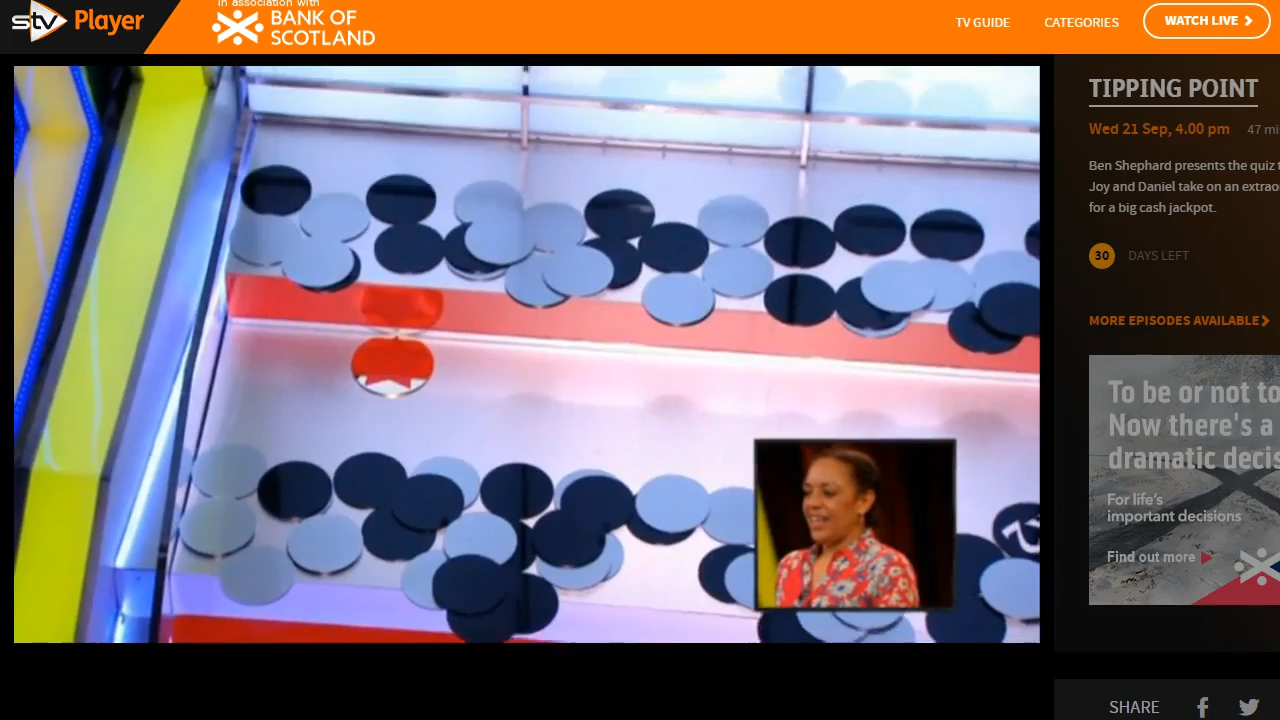 in association with
stv Player
BANK OF
SCOTLAND
TV GUIDE
CATEGORIES
WATCH LIVE
TIPPING POINT
Wed 21 Sep, 4.00 pm 47 mi
Ben Shephard presents the quiz
Joy and Daniel take on an extrao
for a big cash jackpot.
30 DAYS LEFT
MORE EPISODES AVAILABLE
To be or not to
Now there's a
dramatic decis
For life's
important decisions
Find out more
SHARE